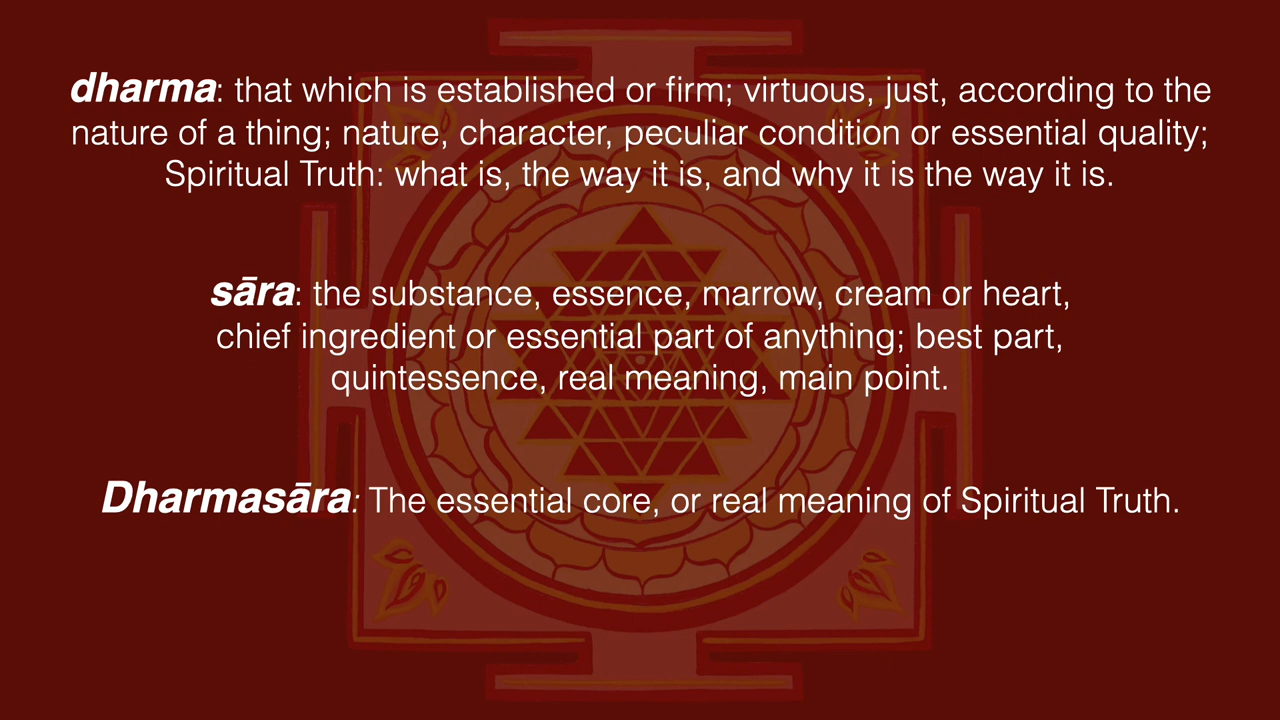 dharma: that which is established or firm; virtuous, just, according to the
nature of a thing; nature, character, peculiar condition or essential quality;
Spiritual Truth: what is, the way it is, and why it is the way it is.
sāra: the substance, essence, marrow, cream or heart,
chief ingredient or essential part of anything; best part,
quintessence, real meaning, main point.
Dharmasāra: The essential core, or real meaning of Spiritual Truth.